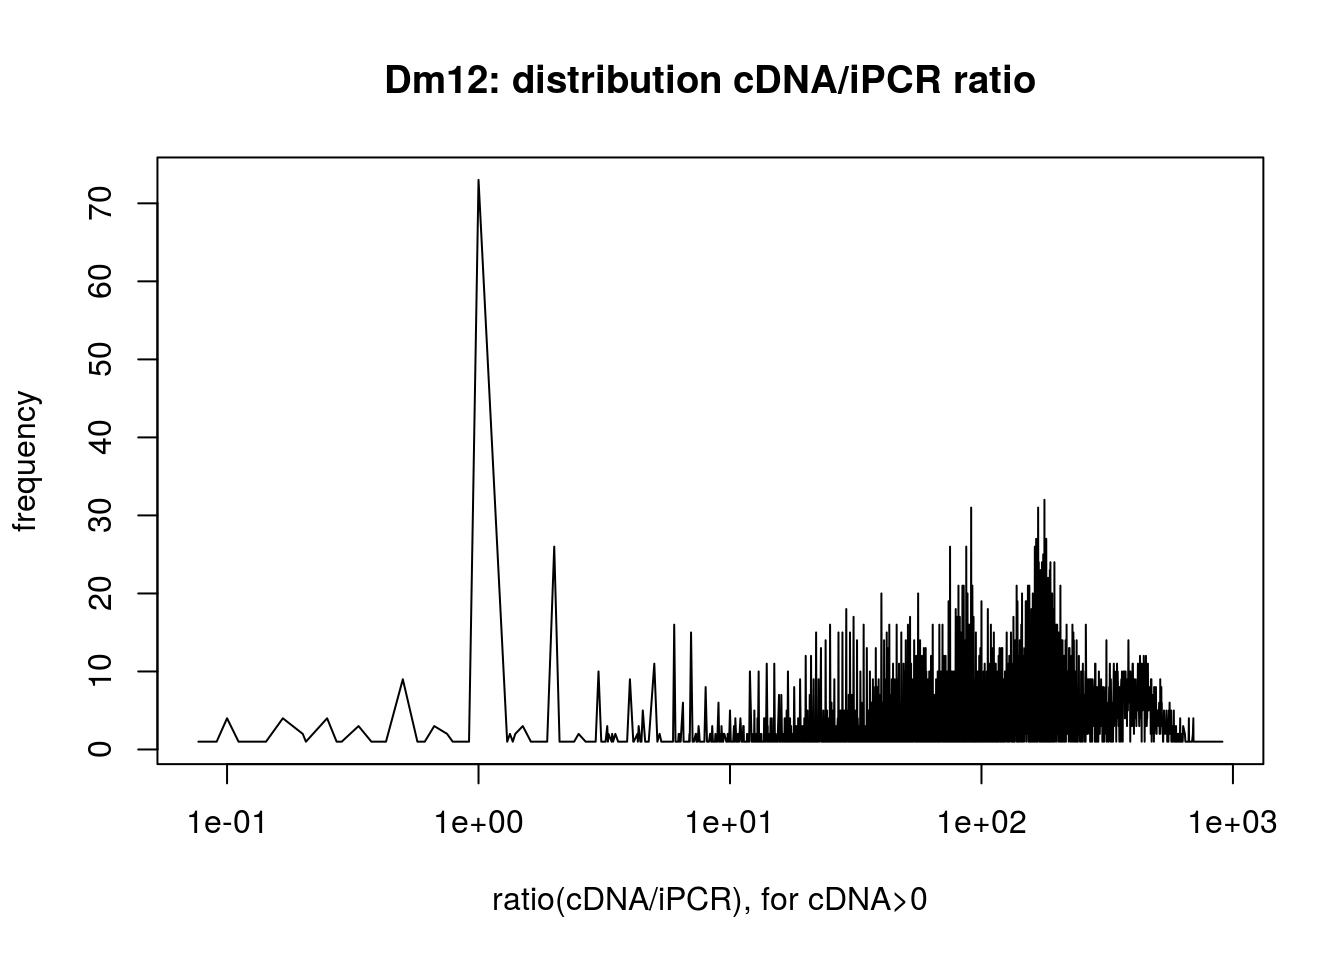 Dm12: distribution cDNA/iPCR ratio
frequency
70
60
50
40
30
20
10
0
1e-01 1e+00 1e+01 1e+02 1e+03
ratio(cDNA/iPCR), for cDNA>0